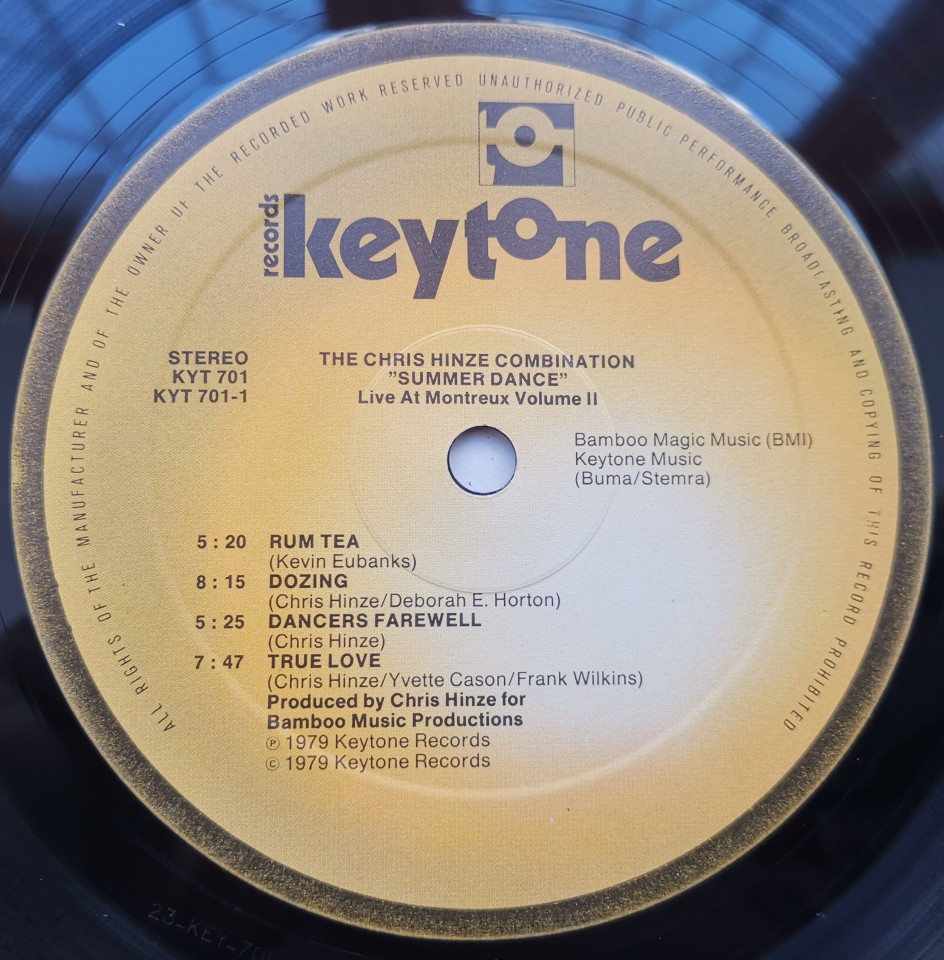 ALL RIGHTS OF THE MANUFACTURER AND OF THE OWNER OF THE RECORDED WORK RESERVED UNAUTHORIZED PUBLIC PERFORMANCE BROADCASTING AND COPYING OF THIS RECORD PROHIBITED
records
keytone
STEREO
KYT 701
KYT 701-1
THE CHRIS HINZE COMBINATION
"SUMMER DANCE"
Live At Montreux Volume II
Bamboo Magic Music (BMI)
Keytone Music
(Buma/Stemra)
5 : 20 RUM TEA
(Kevin Eubanks)
8 : 15 DOZING
(Chris Hinze/Deborah E. Horton)
5 : 25 DANCERS FAREWELL
(Chris Hinze)
7 : 47 TRUE LOVE
(Chris Hinze/Yvette Cason/Frank Wilkins)
Produced by Chris Hinze for
Bamboo Music Productions
℗ 1979 Keytone Records
© 1979 Keytone Records